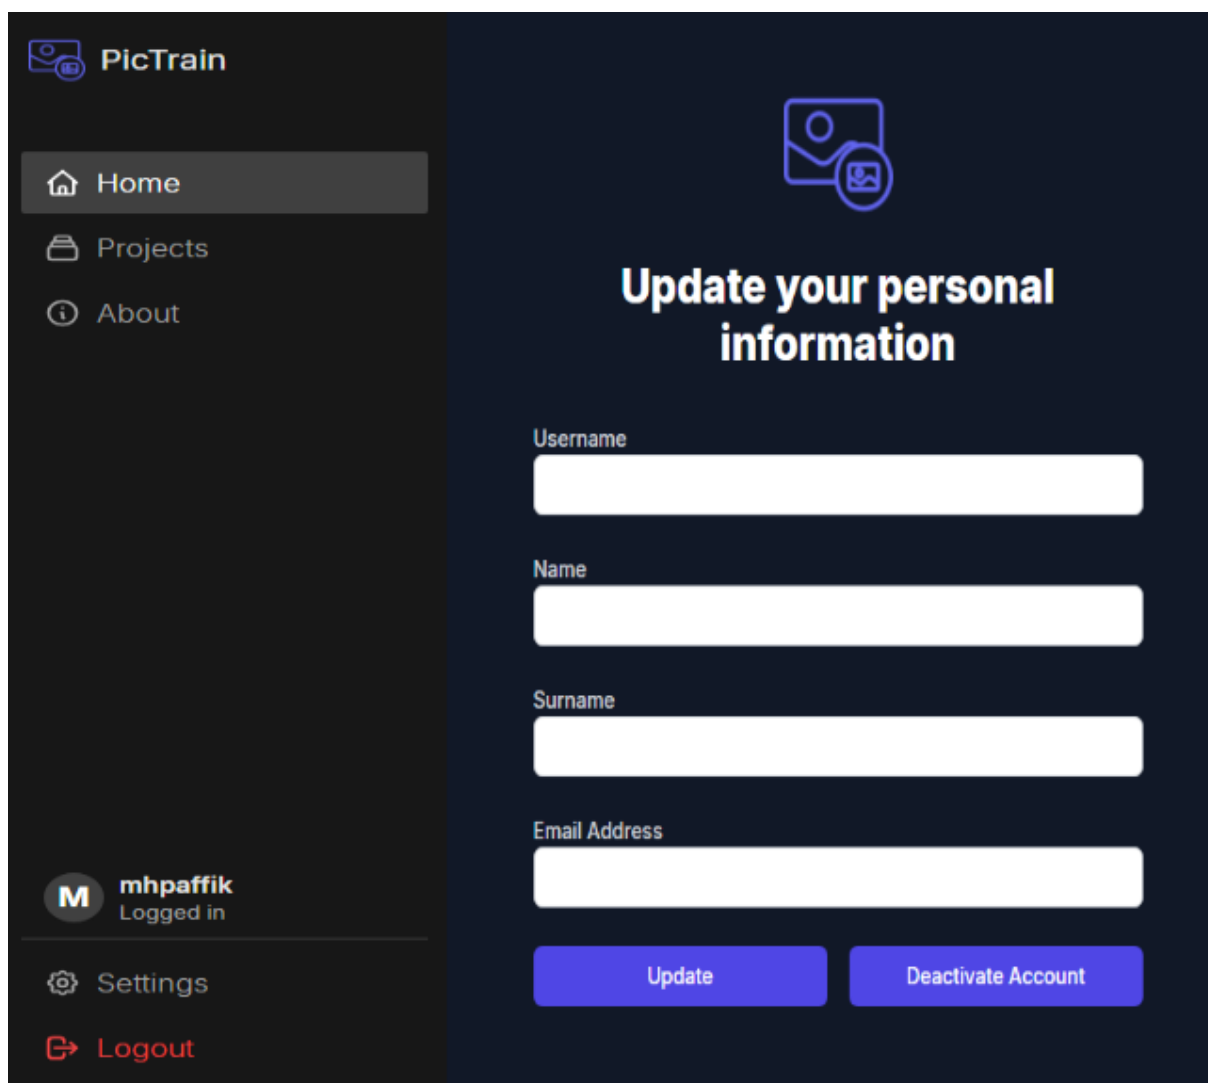 PicTrain
Home
Projects
About
M
mhpaffik
Logged in
Settings
Logout
Update your personal
information
Username
Name
Surname
Email Address
Update
Deactivate Account